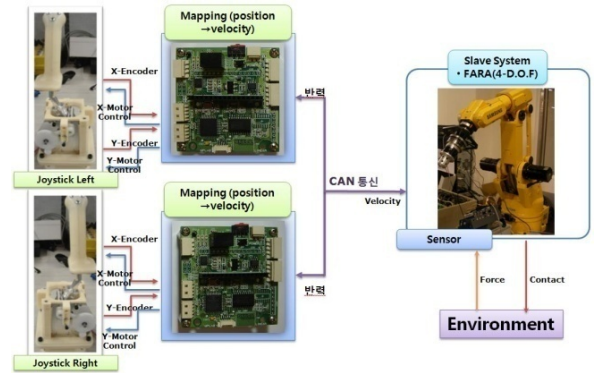 Mapping (position
→velocity)
X-Encoder
X-Motor
Control
Y-Encoder
Y-Motor
Control
Joystick Left
반력
Mapping (position
→velocity)
X-Encoder
X-Motor
Control
Y-Encoder
Y-Motor
Control
Joystick Right
반력
CAN 통신
Velocity
Slave System
· FARA(4-D.O.F)
Sensor
Force
Contact
Environment